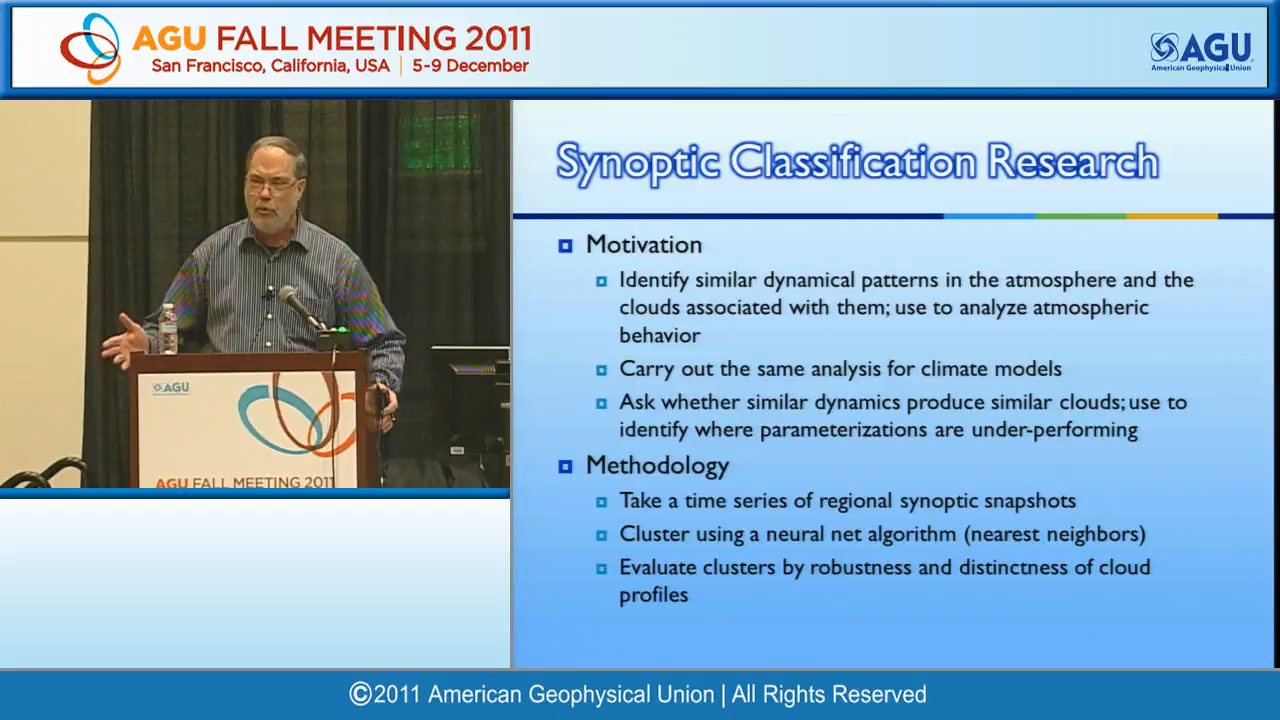 AGU FALL MEETING 2011
San Francisco, California, USA | 5-9 December
AGU
American Geophysical Union
Synoptic Classification Research
Motivation
Identify similar dynamical patterns in the atmosphere and the
clouds associated with them; use to analyze atmospheric
behavior
Carry out the same analysis for climate models
Ask whether similar dynamics produce similar clouds; use to
identify where parameterizations are under-performing
Methodology
Take a time series of regional synoptic snapshots
Cluster using a neural net algorithm (nearest neighbors)
Evaluate clusters by robustness and distinctness of cloud
profiles
AGU
AGU FALL MEETING 2011
©2011 American Geophysical Union | All Rights Reserved